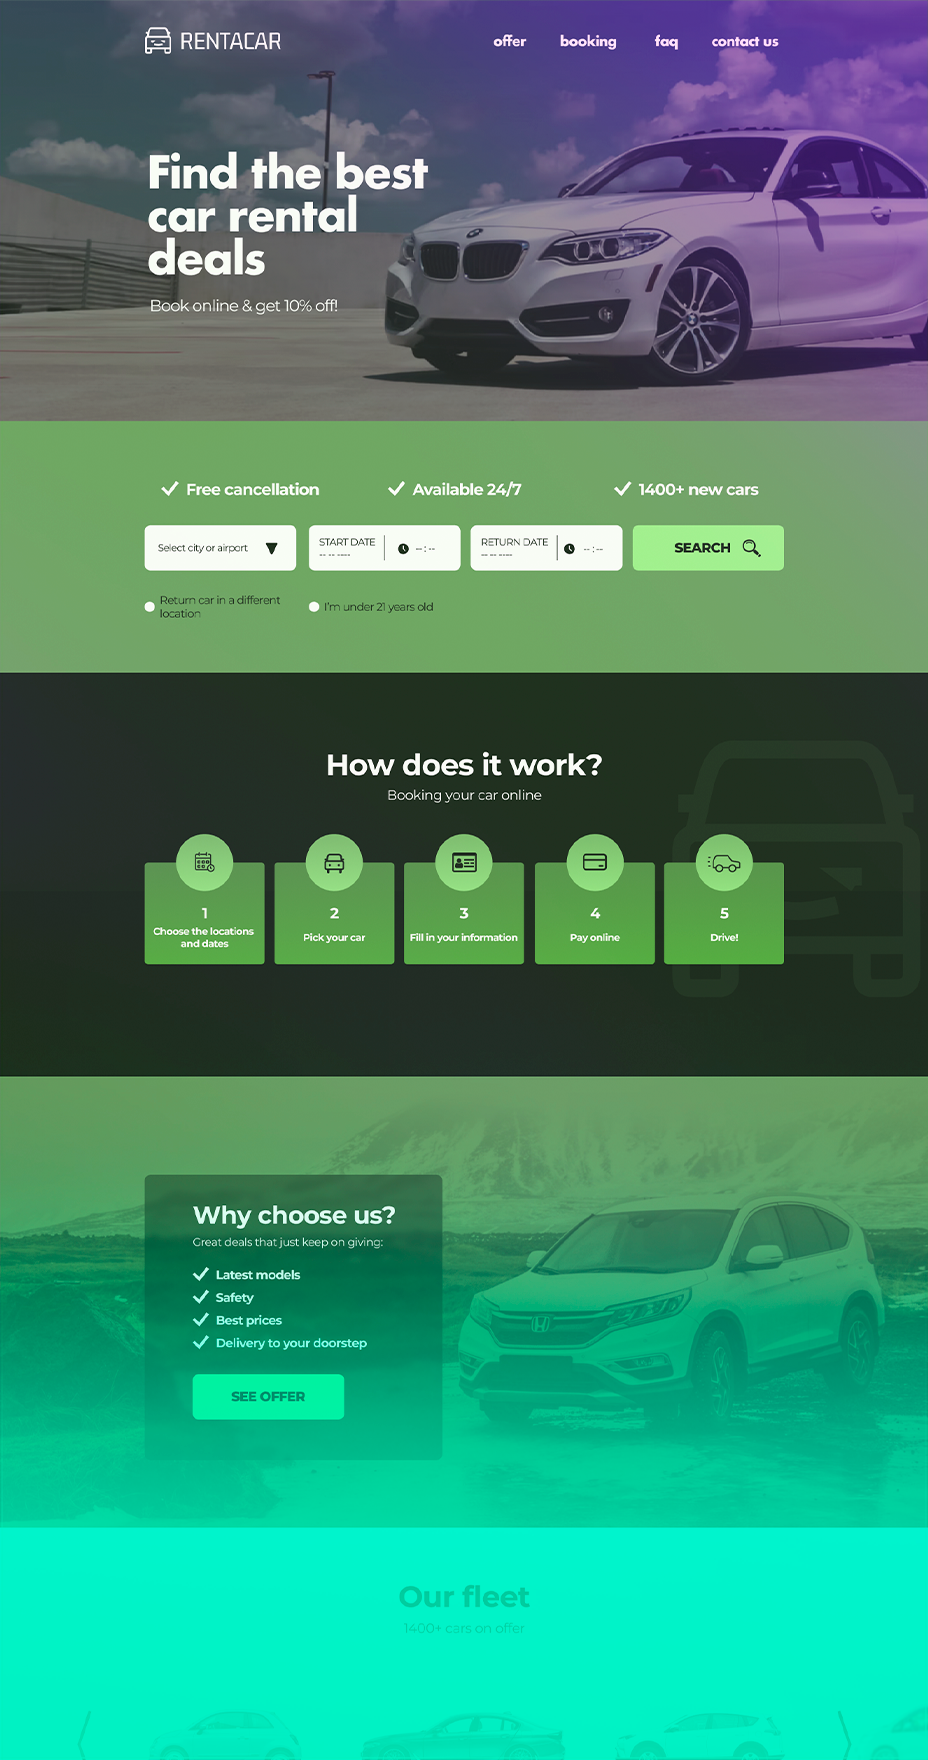 RENTACAR
offer booking faq contact us
Find the best
car rental
deals
Book online & get 10% off!
Free cancellation
Available 24/7
1400+ new cars
Select city or airport
START DATE
-- -- ----
-- : --
RETURN DATE
-- -- ----
-- : --
SEARCH
Return car in a different
location
I'm under 21 years old
How does it work?
Booking your car online
1
Choose the locations
and dates
2
Pick your car
3
Fill in your information
4
Pay online
5
Drive!
Why choose us?
Great deals that just keep on giving:
Latest models
Safety
Best prices
Delivery to your doorstep
SEE OFFER
Our fleet
1400+ cars on offer